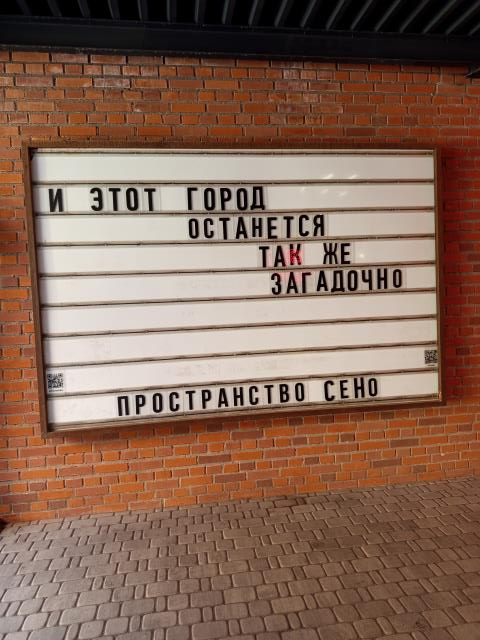 И ЭТОТ ГОРОД
ОСТАНЕТСЯ
ТАК ЖЕ
ЗАГАДОЧНО
ПРОСТРАНСТВО СЕНО